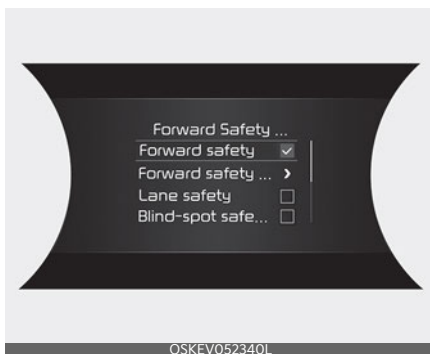 Forward Safety ...
Forward safety
Forward safety ...
Lane safety
Blind-spot safe...
OSKEV052340L